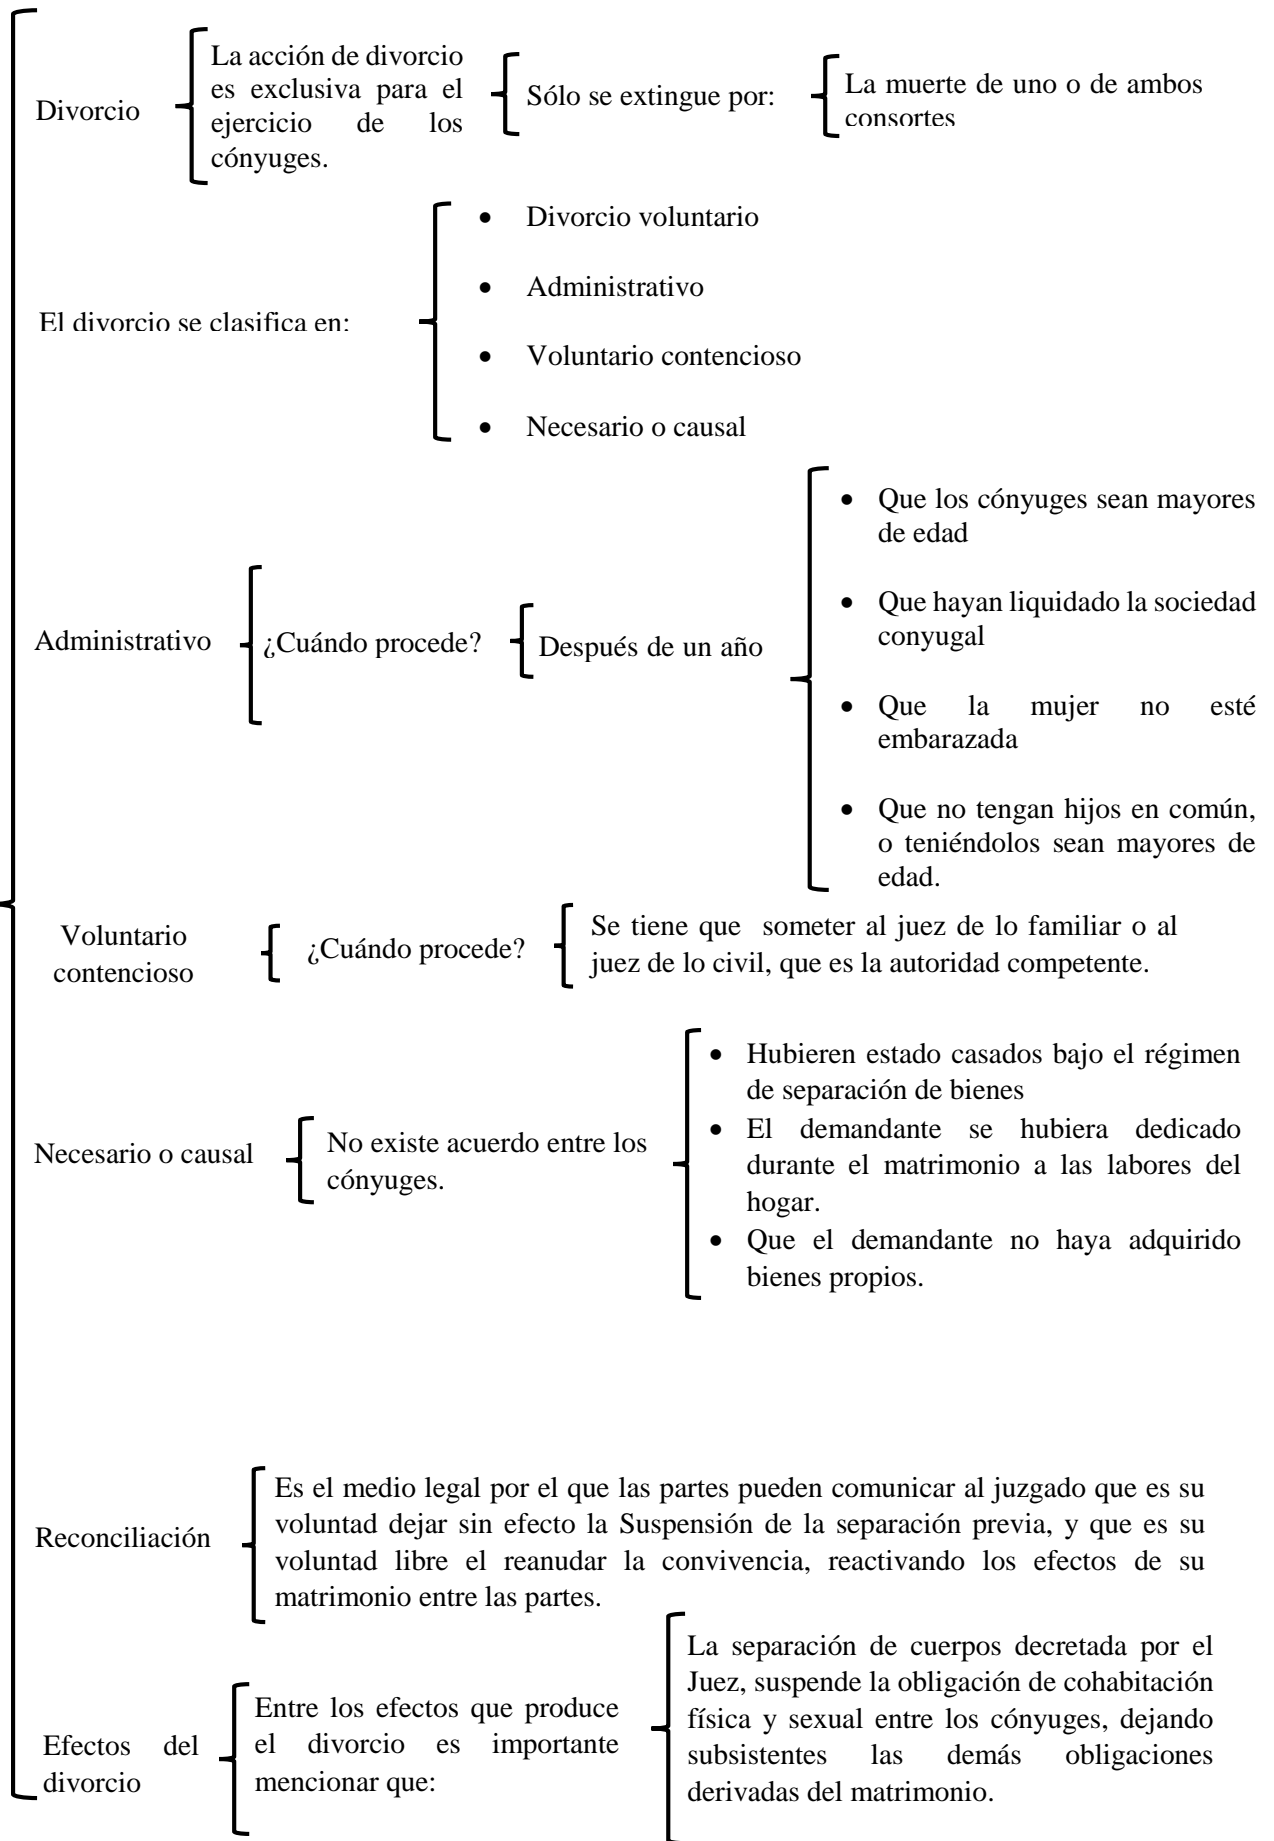 Divorcio
La acción de divorcio
es exclusiva para el
ejercicio de los
cónyuges.
Sólo se extingue por:
La muerte de uno o de ambos
consortes
El divorcio se clasifica en:
• Divorcio voluntario
• Administrativo
• Voluntario contencioso
• Necesario o causal
Administrativo
¿Cuándo procede?
Después de un año
• Que los cónyuges sean mayores
de edad
• Que hayan liquidado la sociedad
conyugal
• Que la mujer no esté
embarazada
• Que no tengan hijos en común,
o teniéndolos sean mayores de
edad.
Voluntario
contencioso
¿Cuándo procede?
Se tiene que someter al juez de lo familiar o al
juez de lo civil, que es la autoridad competente.
Necesario o causal
No existe acuerdo entre los
cónyuges.
• Hubieren estado casados bajo el régimen
de separación de bienes
• El demandante se hubiera dedicado
durante el matrimonio a las labores del
hogar.
• Que el demandante no haya adquirido
bienes propios.
Reconciliación
Es el medio legal por el que las partes pueden comunicar al juzgado que es su
voluntad dejar sin efecto la Suspensión de la separación previa, y que es su
voluntad libre el reanudar la convivencia, reactivando los efectos de su
matrimonio entre las partes.
Efectos del
divorcio
Entre los efectos que produce
el divorcio es importante
mencionar que:
La separación de cuerpos decretada por el
Juez, suspende la obligación de cohabitación
física y sexual entre los cónyuges, dejando
subsistentes las demás obligaciones
derivadas del matrimonio.